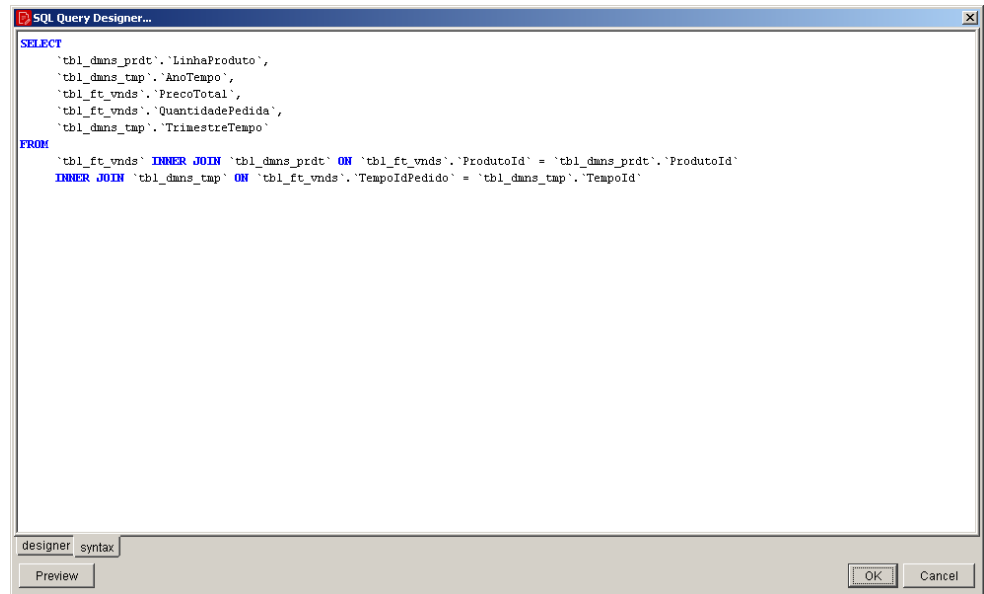 SQL Query Designer...
SELECT
`tbl_dmns_prdt`.`LinhaProduto`,
`tbl_dmns_tmp`.`AnoTempo`,
`tbl_ft_vnds`.`PrecoTotal`,
`tbl_ft_vnds`.`QuantidadePedida`,
`tbl_dmns_tmp`.`TrimestreTempo`
FROM
`tbl_ft_vnds` INNER JOIN `tbl_dmns_prdt` ON `tbl_ft_vnds`.`ProdutoId` = `tbl_dmns_prdt`.`ProdutoId`
INNER JOIN `tbl_dmns_tmp` ON `tbl_ft_vnds`.`TempoIdPedido` = `tbl_dmns_tmp`.`TempoId`
designer syntax
Preview OK Cancel